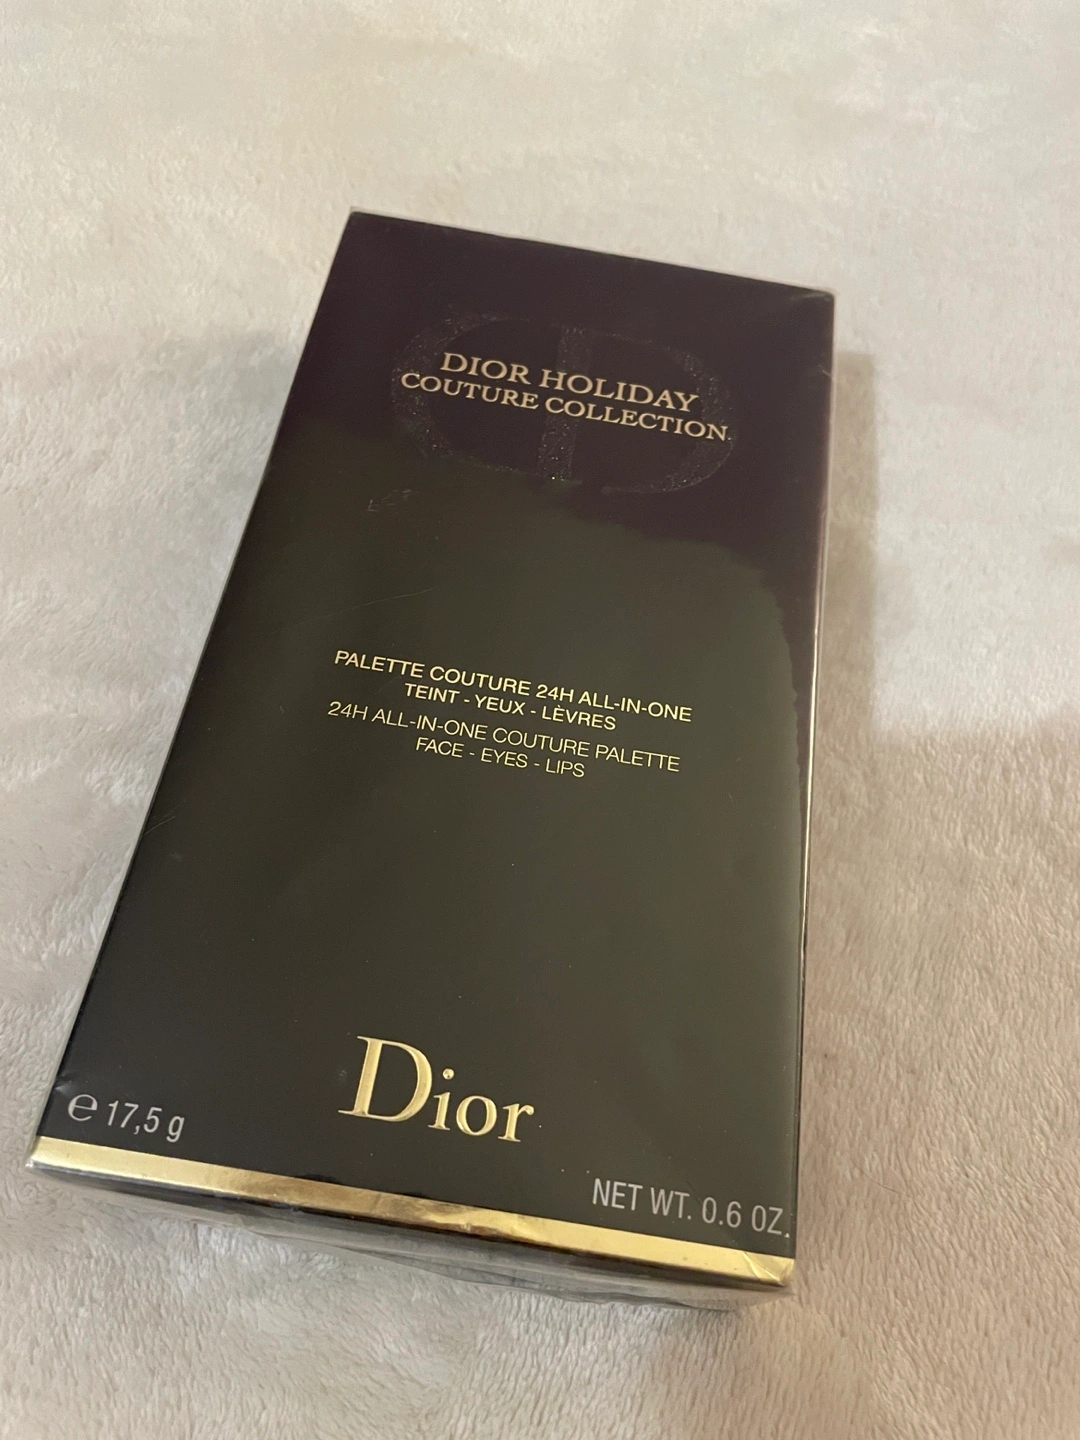 DIOR HOLIDAY
COUTURE COLLECTION
PALETTE COUTURE 24H ALL-IN-ONE
TEINT - YEUX - LÈVRES
24H ALL-IN-ONE COUTURE PALETTE
FACE - EYES - LIPS
Dior
℮ 17,5 g
NET WT. 0.6 OZ.